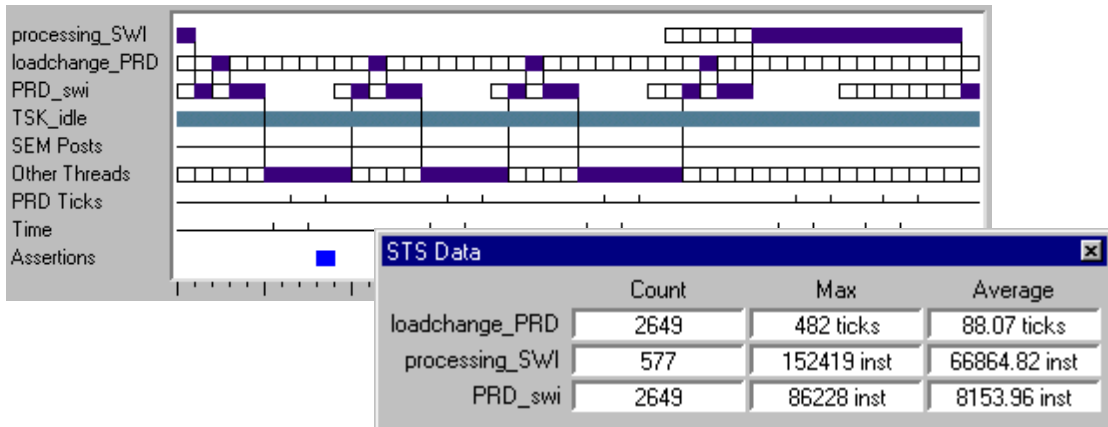 processing_SWI
loadchange_PRD
PRD_swi
TSK_idle
SEM Posts
Other Threads
PRD Ticks
Time
Assertions
STS Data
Count Max Average
loadchange_PRD 2649 482 ticks 88.07 ticks
processing_SWI 577 152419 inst 66864.82 inst
PRD_swi 2649 86228 inst 8153.96 inst